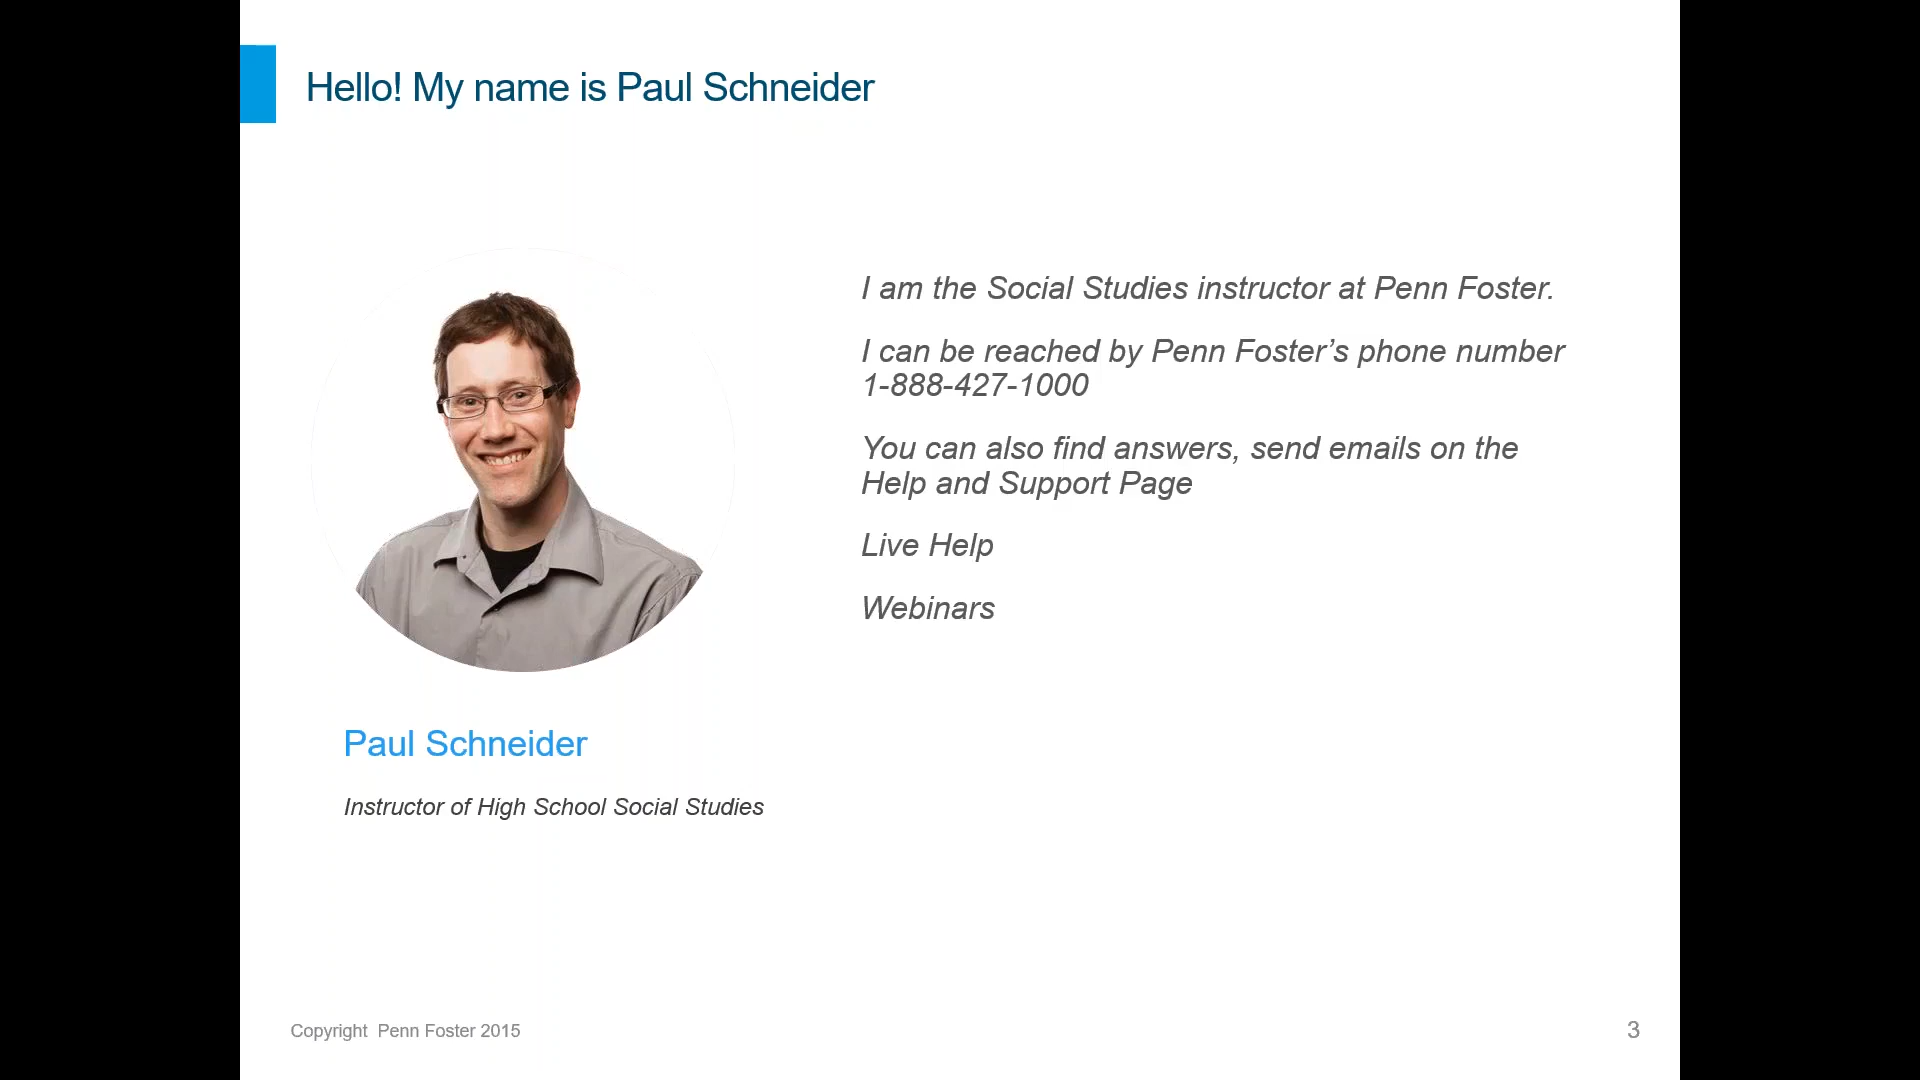 Hello! My name is Paul Schneider
I am the Social Studies instructor at Penn Foster.
I can be reached by Penn Foster’s phone number
1-888-427-1000
You can also find answers, send emails on the
Help and Support Page
Live Help
Webinars
Paul Schneider
Instructor of High School Social Studies
Copyright  Penn Foster 2015
3